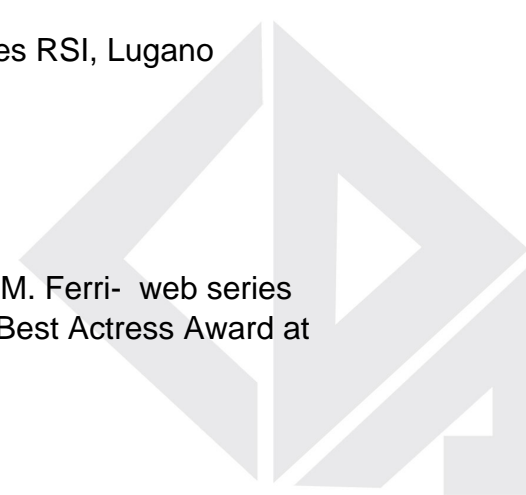 es RSI, Lugano
M. Ferri- web series
Best Actress Award at